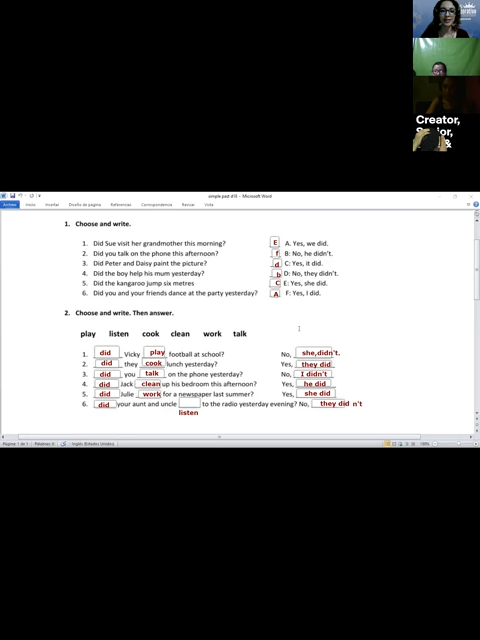 Creator,
simple past d3l - Microsoft Word
Archivo Inicio Insertar Diseño de página Referencias Correspondencia Revisar Vista
1. Choose and write.
1. Did Sue visit her grandmother this morning? E A. Yes, we did.
2. Did you talk on the phone this afternoon? f B: No, he didn't.
3. Did Peter and Daisy paint the picture? d C: Yes, it did.
4. Did the boy help his mum yesterday? b D: No, they didn't.
5. Did the kangaroo jump six metres C E: Yes, she did.
6. Did you and your friends dance at the party yesterday? A F: Yes, I did.
2. Choose and write. Then answer.
play listen cook clean work talk
1. did Vicky play football at school? No, she,didn't.
2. did they cook lunch yesterday? Yes, they did
3. did you talk on the phone yesterday? No, I didn't
4. did Jack clean up his bedroom this afternoon? Yes, he did
5. did Julie work for a newspaper last summer? Yes, she did
6. did your aunt and uncle to the radio yesterday evening? No, they did n't
listen
Página: 1 de 1 Palabras: Inglés (Estados Unidos) 100%